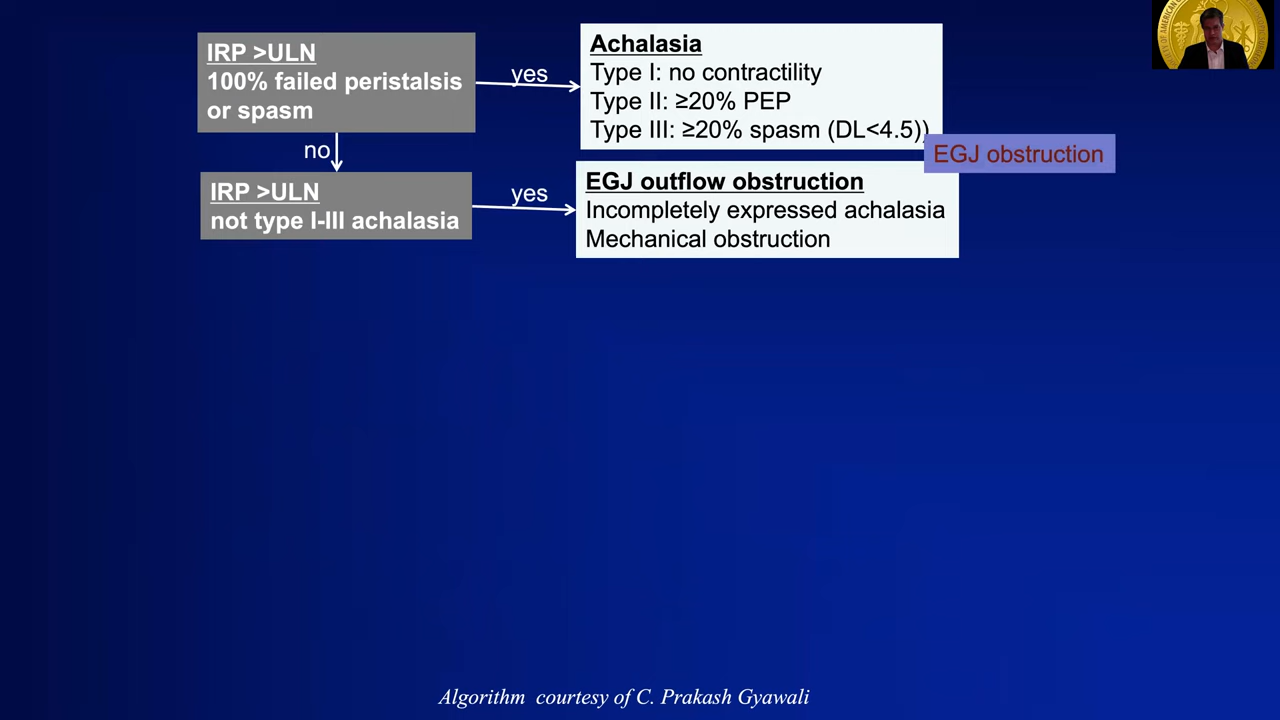 IRP >ULN
100% failed peristalsis
or spasm
yes
Achalasia
Type I: no contractility
Type II: ≥20% PEP
Type III: ≥20% spasm (DL<4.5))
EGJ obstruction
no
IRP >ULN
not type I-III achalasia
yes
EGJ outflow obstruction
Incompletely expressed achalasia
Mechanical obstruction
Algorithm courtesy of C. Prakash Gyawali